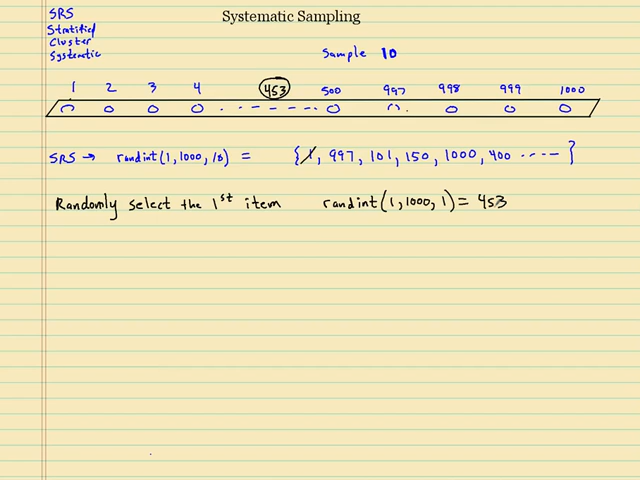 SRS
Systematic Sampling
Stratified
Cluster
Systematic
Sample 10
1 2 3 4 453 500 997 998 999 1000
SRS → randint(1,1000,10) = {1, 997, 101, 150, 1000, 400 ----- }
Randomly select the 1st item randint(1,1000,1) = 453